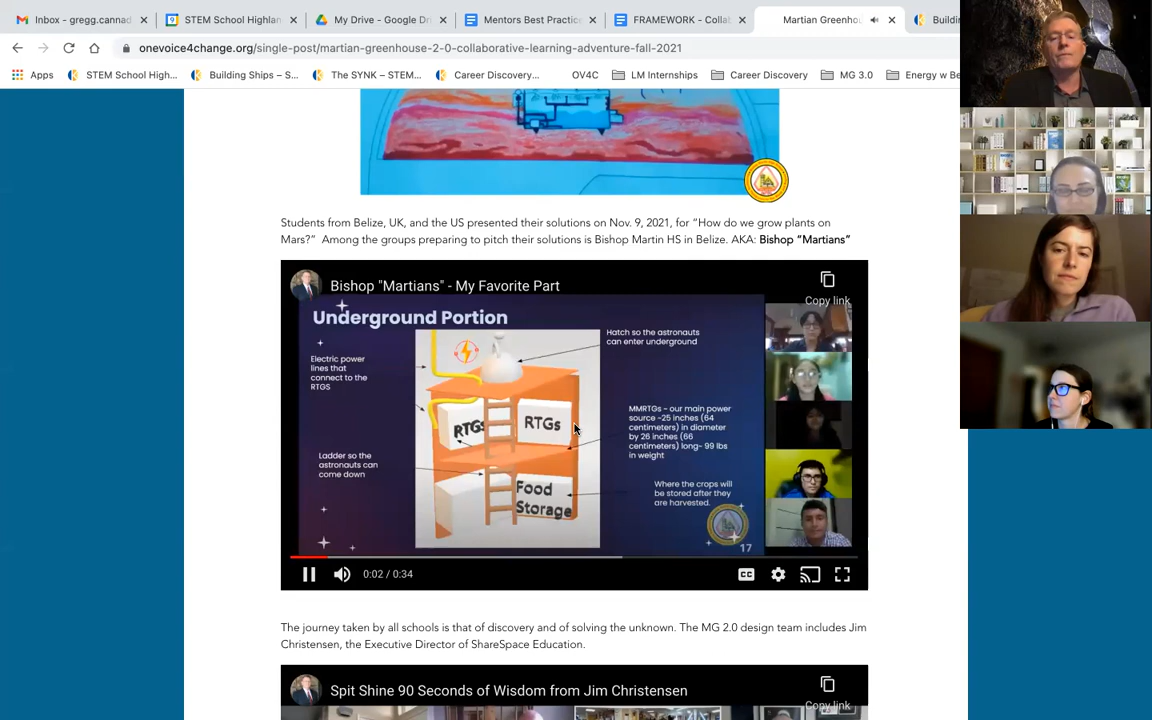 Inbox - gregg.cannad
STEM School Highlan
My Drive - Google Dri
Mentors Best Practice
FRAMEWORK - Collab
Martian Greenhou
Buildin
onevoice4change.org/single-post/martian-greenhouse-2-0-collaborative-learning-adventure-fall-2021
Apps
STEM School High...
Building Ships – S...
The SYNK – STEM...
Career Discovery...
OV4C
LM Internships
Career Discovery
MG 3.0
Energy w Be
Students from Belize, UK, and the US presented their solutions on Nov. 9, 2021, for “How do we grow plants on
Mars?” Among the groups preparing to pitch their solutions is Bishop Martin HS in Belize. AKA: Bishop “Martians”
Bishop "Martians" - My Favorite Part
Copy link
Underground Portion
Hatch so the astronauts
can enter underground
Electric power
lines that
connect to the
RTGS
RTGs
RTGs
MMRTGs - our main power
source ~25 inches (64
centimeters) in diameter
by 26 inches (66
centimeters) long- 99 lbs
in weight
Ladder so the
astronauts can
come down
Food
Storage
Where the crops will
be stored after they
are harvested.
17
0:02 / 0:34
CC
The journey taken by all schools is that of discovery and of solving the unknown. The MG 2.0 design team includes Jim
Christensen, the Executive Director of ShareSpace Education.
Spit Shine 90 Seconds of Wisdom from Jim Christensen
Copy link